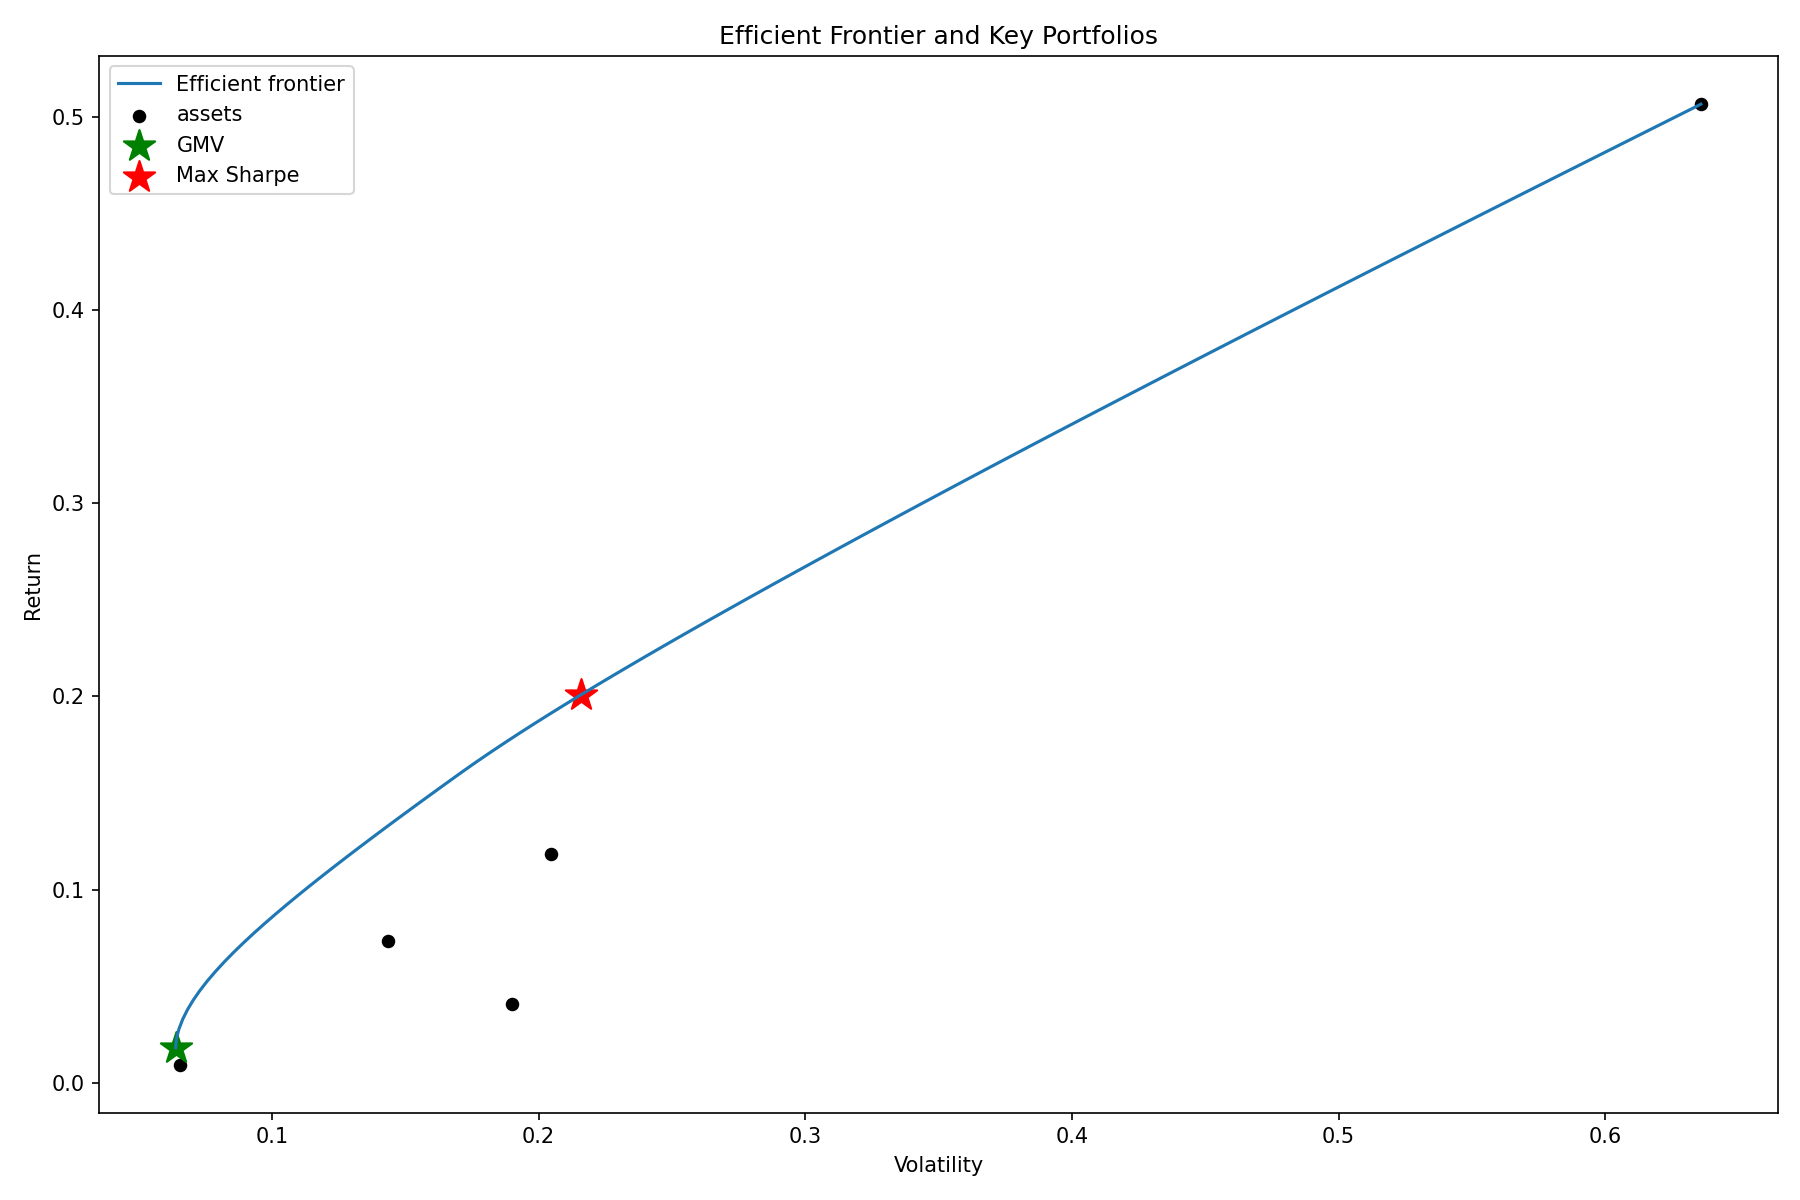 Efficient Frontier and Key Portfolios
Efficient frontier
assets
GMV
Max Sharpe
0.5
0.4
0.3
0.2
0.1
0.0
Return
0.1 0.2 0.3 0.4 0.5 0.6
Volatility